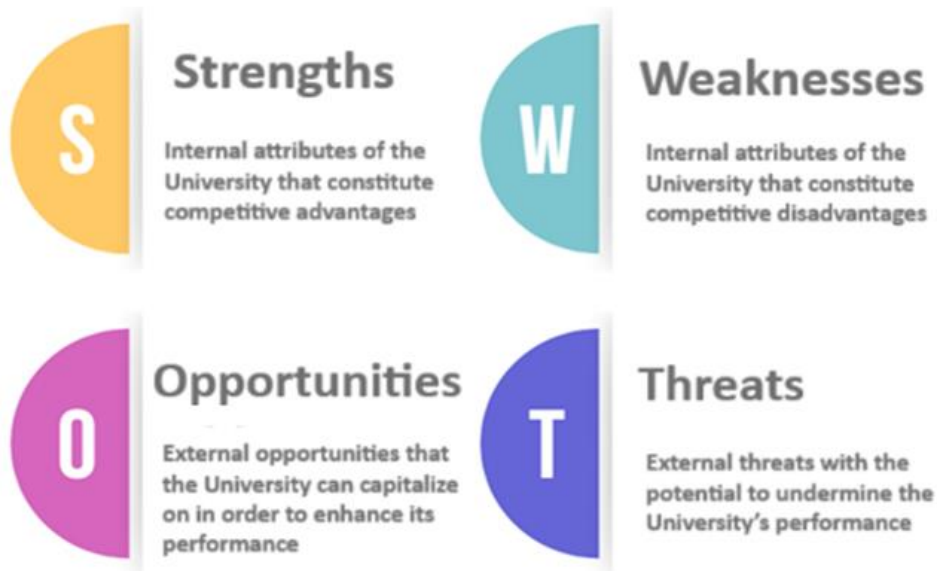 S
Strengths
Internal attributes of the
University that constitute
competitive advantages
W
Weaknesses
Internal attributes of the
University that constitute
competitive disadvantages
O
Opportunities
External opportunities that
the University can capitalize
on in order to enhance its
performance
T
Threats
External threats with the
potential to undermine the
University's performance